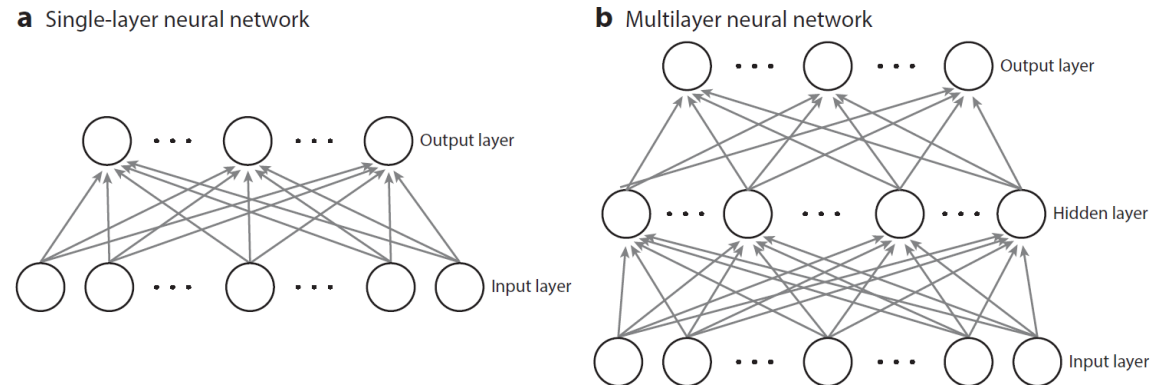 a Single-layer neural network
Output layer
Input layer
b Multilayer neural network
Output layer
Hidden layer
Input layer